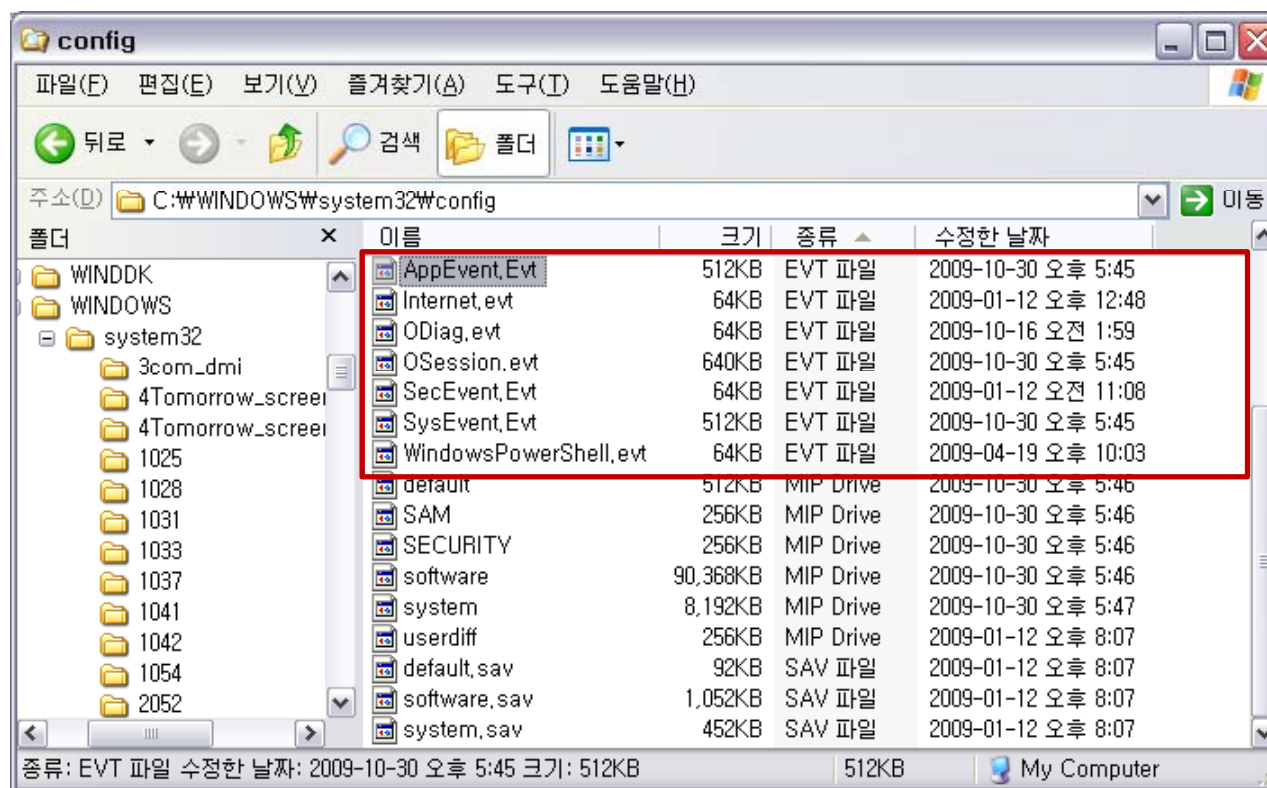 config
파일(F) 편집(E) 보기(V) 즐겨찾기(A) 도구(T) 도움말(H)
뒤로 검색 폴더
주소(D) C:₩WINDOWS₩system32₩config 이동
폴더 × 이름 크기 종류 수정한 날짜
WINDDK AppEvent.Evt 512KB EVT 파일 2009-10-30 오후 5:45
WINDOWS Internet.evt 64KB EVT 파일 2009-01-12 오후 12:48
system32 ODiag.evt 64KB EVT 파일 2009-10-16 오전 1:59
3com_dmi OSession.evt 640KB EVT 파일 2009-10-30 오후 5:45
4Tomorrow_screer SecEvent.Evt 64KB EVT 파일 2009-01-12 오전 11:08
4Tomorrow_screer SysEvent.Evt 512KB EVT 파일 2009-10-30 오후 5:45
1025 WindowsPowerShell.evt 64KB EVT 파일 2009-04-19 오후 10:03
1028 default 512KB MIP Drive 2009-10-30 오후 5:46
1031 SAM 256KB MIP Drive 2009-10-30 오후 5:46
1033 SECURITY 256KB MIP Drive 2009-10-30 오후 5:46
1037 software 90,368KB MIP Drive 2009-10-30 오후 5:46
1041 system 8,192KB MIP Drive 2009-10-30 오후 5:47
1042 userdiff 256KB MIP Drive 2009-01-12 오후 8:07
1054 default.sav 92KB SAV 파일 2009-01-12 오후 8:07
2052 software.sav 1,052KB SAV 파일 2009-01-12 오후 8:07
system.sav 452KB SAV 파일 2009-01-12 오후 8:07
종류: EVT 파일 수정한 날짜: 2009-10-30 오후 5:45 크기: 512KB 512KB My Computer